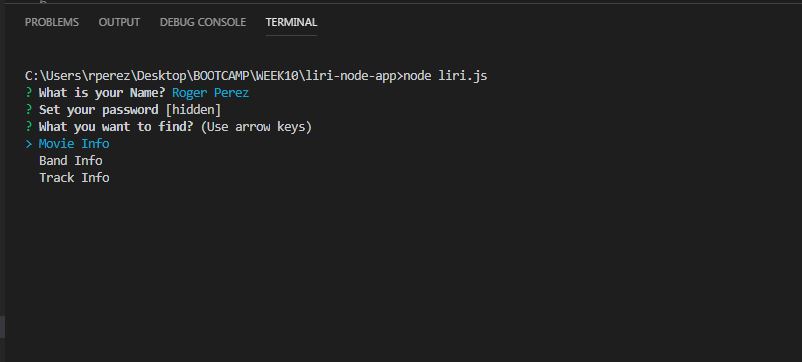 PROBLEMS OUTPUT DEBUG CONSOLE TERMINAL
C:\Users\rperez\Desktop\BOOTCAMP\WEEK10\liri-node-app>node liri.js
? What is your Name? Roger Perez
? Set your password [hidden]
? What you want to find? (Use arrow keys)
> Movie Info
Band Info
Track Info